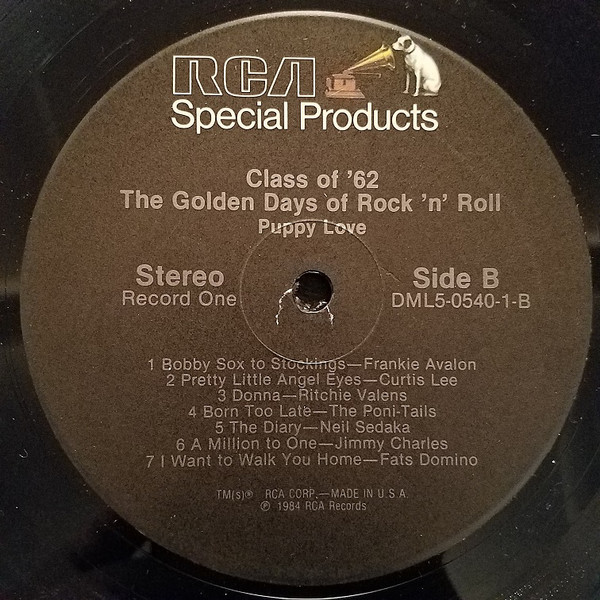 RCA
Special Products
Class of '62
The Golden Days of Rock 'n' Roll
Puppy Love
Stereo
Record One
Side B
DML5-0540-1-B
1 Bobby Sox to Stockings—Frankie Avalon
2 Pretty Little Angel Eyes—Curtis Lee
3 Donna—Ritchie Valens
4 Born Too Late—The Poni-Tails
5 The Diary—Neil Sedaka
6 A Million to One—Jimmy Charles
7 I Want to Walk You Home—Fats Domino
TM(s)® RCA CORP.—MADE IN U.S.A.
℗ 1984 RCA Records